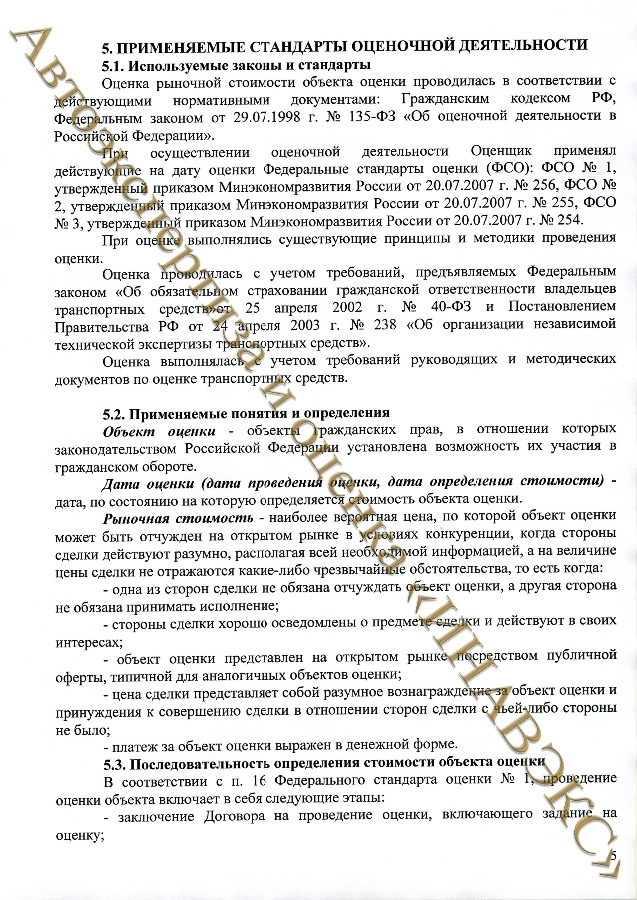 5. ПРИМЕНЯЕМЫЕ СТАНДАРТЫ ОЦЕНОЧНОЙ ДЕЯТЕЛЬНОСТИ
5.1. Используемые законы и стандарты
Оценка рыночной стоимости объекта оценки проводилась в соответствии с
действующими нормативными документами: Гражданским кодексом РФ,
Федеральным законом от 29.07.1998 г. № 135-ФЗ «Об оценочной деятельности в
Российской Федерации».
При осуществлении оценочной деятельности Оценщик применял
действующие на дату оценки Федеральные стандарты оценки (ФСО): ФСО № 1,
утвержденный приказом Минэкономразвития России от 20.07.2007 г. № 256, ФСО №
2, утвержденный приказом Минэкономразвития России от 20.07.2007 г. № 255, ФСО
№ 3, утвержденный приказом Минэкономразвития России от 20.07.2007 г. № 254.
При оценке выполнялись существующие принципы и методики проведения
оценки.
Оценка проводилась с учетом требований, предъявляемых Федеральным
законом «Об обязательном страховании гражданской ответственности владельцев
транспортных средств»от 25 апреля 2002 г. № 40-ФЗ и Постановлением
Правительства РФ от 24 апреля 2003 г. № 238 «Об организации независимой
технической экспертизы транспортных средств».
Оценка выполнялась с учетом требований руководящих и методических
документов по оценке транспортных средств.
5.2. Применяемые понятия и определения
Объект оценки - объекты гражданских прав, в отношении которых
законодательством Российской Федерации установлена возможность их участия в
гражданском обороте.
Дата оценки (дата проведения оценки, дата определения стоимости) -
дата, по состоянию на которую определяется стоимость объекта оценки.
Рыночная стоимость - наиболее вероятная цена, по которой объект оценки
может быть отчужден на открытом рынке в условиях конкуренции, когда стороны
сделки действуют разумно, располагая всей необходимой информацией, а на величине
цены сделки не отражаются какие-либо чрезвычайные обстоятельства, то есть когда:
- одна из сторон сделки не обязана отчуждать объект оценки, а другая сторона
не обязана принимать исполнение;
- стороны сделки хорошо осведомлены о предмете сделки и действуют в своих
интересах;
- объект оценки представлен на открытом рынке посредством публичной
оферты, типичной для аналогичных объектов оценки;
- цена сделки представляет собой разумное вознаграждение за объект оценки и
принуждения к совершению сделки в отношении сторон сделки с чьей-либо стороны
не было;
- платеж за объект оценки выражен в денежной форме.
5.3. Последовательность определения стоимости объекта оценки
В соответствии с п. 16 Федерального стандарта оценки № 1, проведение
оценки объекта включает в себя следующие этапы:
- заключение Договора на проведение оценки, включающего задание на
оценку;
5
Автоэкспертиза и оценка «ИНАВЭКС»